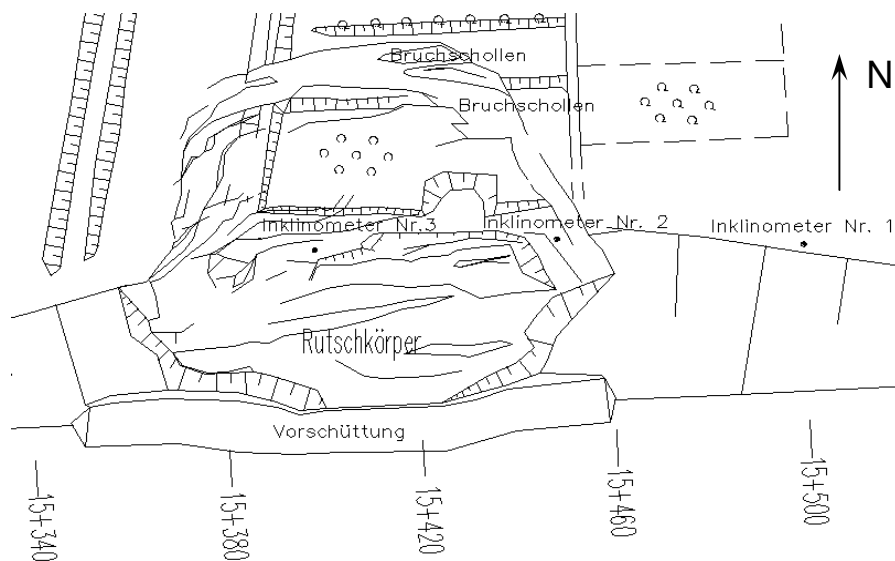 Bruchschollen
N
Bruchschollen
Inklinometer Nr.3
Inklinometer Nr. 2
Inklinometer Nr. 1
Rutschkörper
Vorschüttung
15+340
15+380
15+420
15+460
15+500